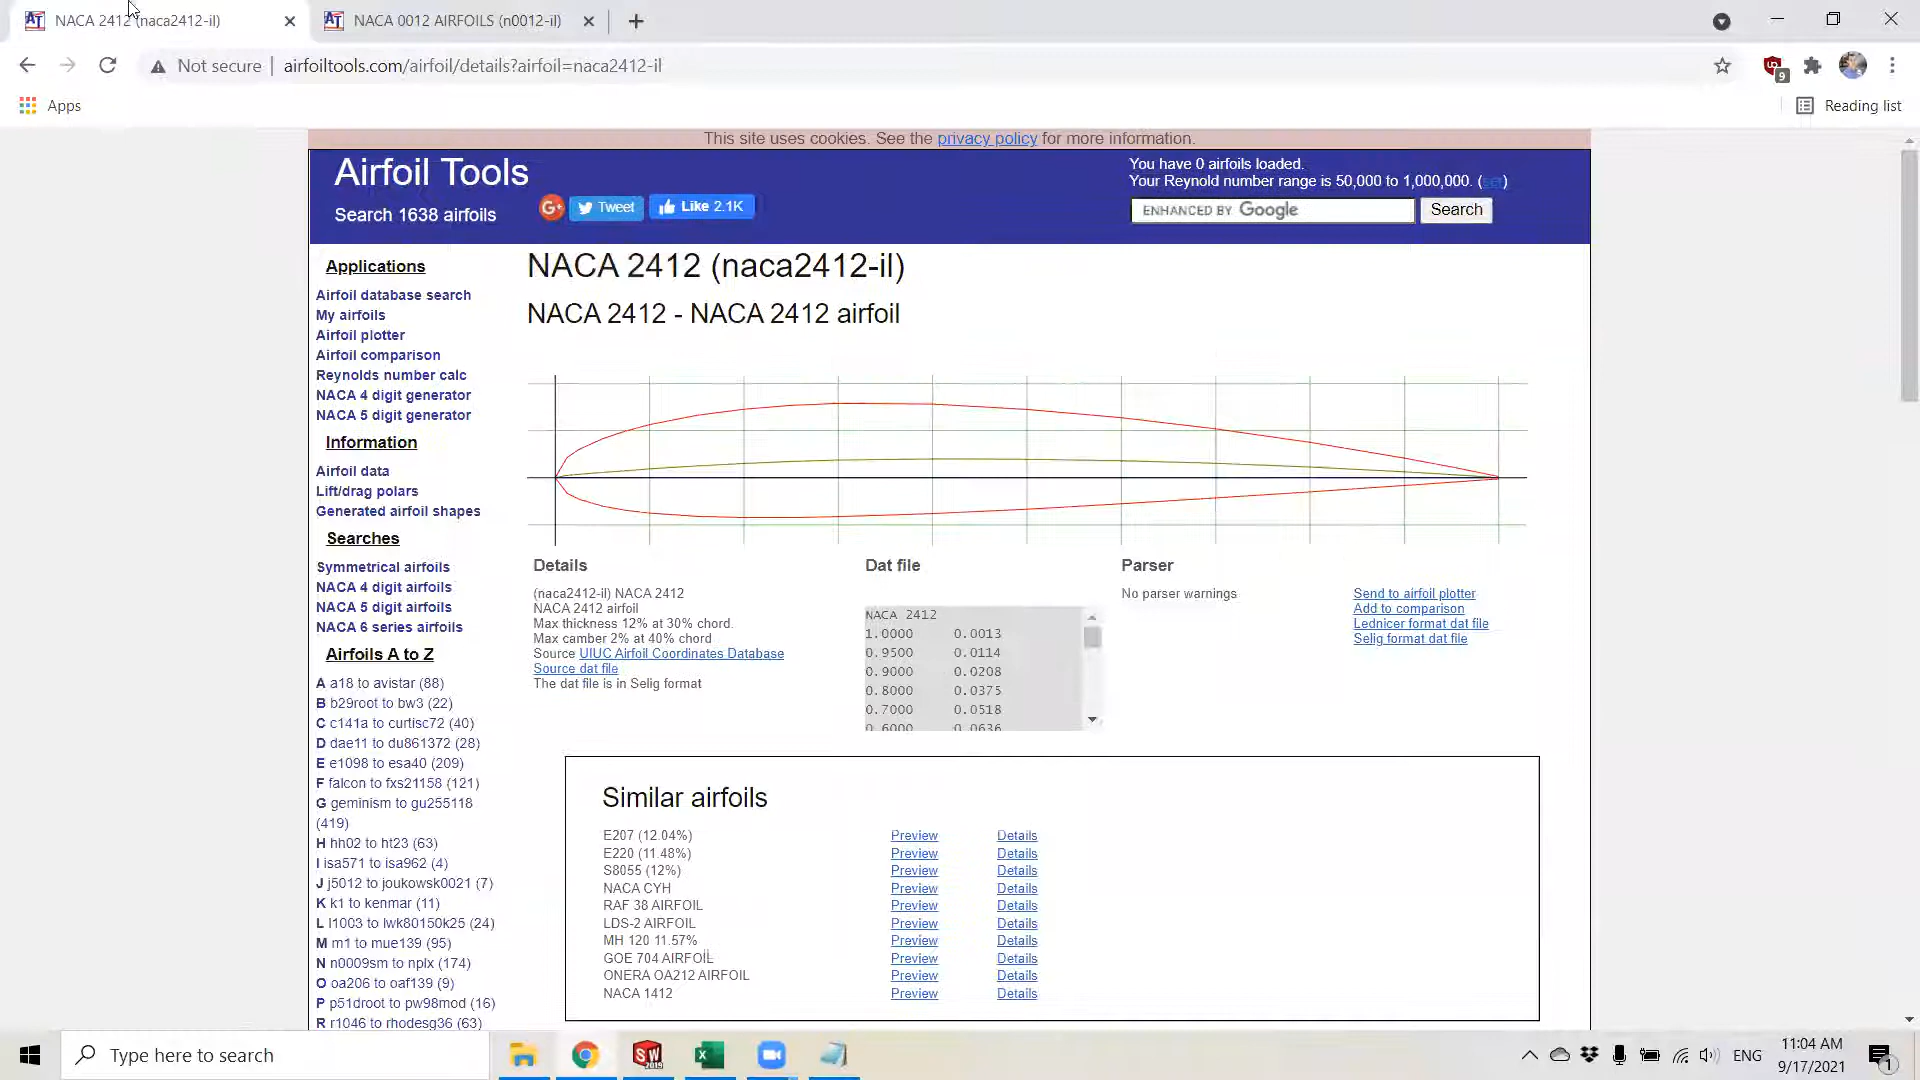 NACA 2412 (naca2412-il)
NACA 0012 AIRFOILS (n0012-il)
Not secure
airfoiltools.com/airfoil/details?airfoil=naca2412-il
9
Apps
Reading list
This site uses cookies. See the privacy policy for more information.
Airfoil Tools
Search 1638 airfoils
G+
Tweet
Like 2.1K
You have 0 airfoils loaded.
Your Reynold number range is 50,000 to 1,000,000. (set)
ENHANCED BY Google
Search
Applications
Airfoil database search
My airfoils
Airfoil plotter
Airfoil comparison
Reynolds number calc
NACA 4 digit generator
NACA 5 digit generator
Information
Airfoil data
Lift/drag polars
Generated airfoil shapes
Searches
Symmetrical airfoils
NACA 4 digit airfoils
NACA 5 digit airfoils
NACA 6 series airfoils
Airfoils A to Z
A a18 to avistar (88)
B b29root to bw3 (22)
C c141a to curtisc72 (40)
D dae11 to du861372 (28)
E e1098 to esa40 (209)
F falcon to fxs21158 (121)
G geminism to gu255118
(419)
H hh02 to ht23 (63)
I isa571 to isa962 (4)
J j5012 to joukowsk0021 (7)
K k1 to kenmar (11)
L l1003 to lwk80150k25 (24)
M m1 to mue139 (95)
N n0009sm to nplx (174)
O oa206 to oaf139 (9)
P p51droot to pw98mod (16)
R r1046 to rhodesg36 (63)
NACA 2412 (naca2412-il)
NACA 2412 - NACA 2412 airfoil
Details
(naca2412-il) NACA 2412
NACA 2412 airfoil
Max thickness 12% at 30% chord.
Max camber 2% at 40% chord
Source UIUC Airfoil Coordinates Database
Source dat file
The dat file is in Selig format
Dat file
NACA 2412
1.0000 0.0013
0.9500 0.0114
0.9000 0.0208
0.8000 0.0375
0.7000 0.0518
0.6000 0.0636
Parser
No parser warnings
Send to airfoil plotter
Add to comparison
Lednicer format dat file
Selig format dat file
Similar airfoils
E207 (12.04%) Preview Details
E220 (11.48%) Preview Details
S8055 (12%) Preview Details
NACA CYH Preview Details
RAF 38 AIRFOIL Preview Details
LDS-2 AIRFOIL Preview Details
MH 120 11.57% Preview Details
GOE 704 AIRFOIL Preview Details
ONERA OA212 AIRFOIL Preview Details
NACA 1412 Preview Details
Type here to search
SW
2019
ENG
11:04 AM
9/17/2021
1